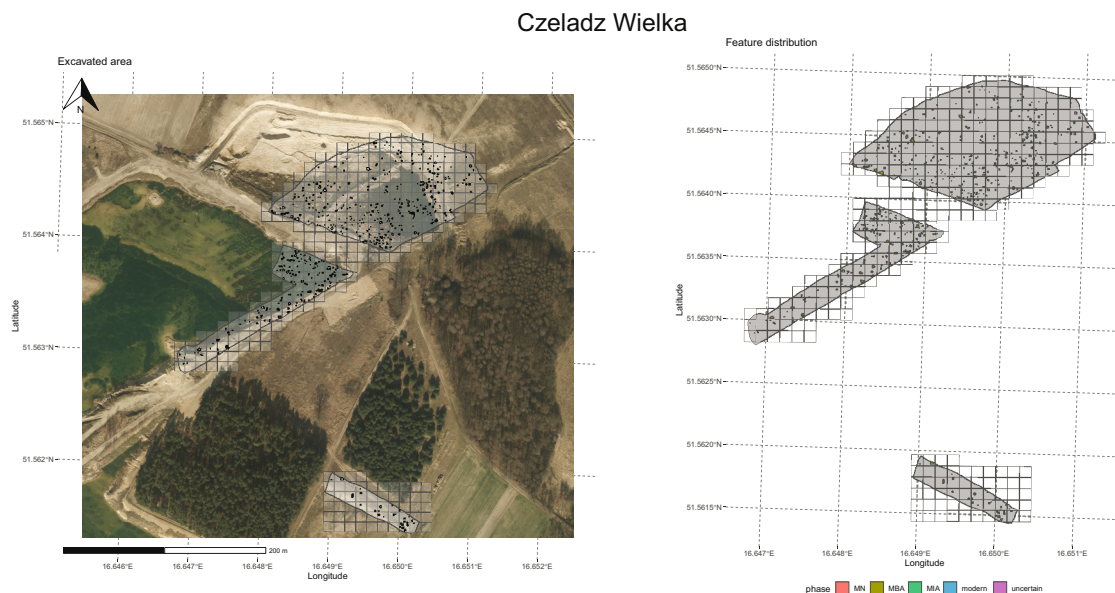 Czeladz Wielka
Excavated area
N
51.565°N
51.564°N
51.563°N
51.562°N
Latitude
200 m
16.646°E 16.647°E 16.648°E 16.649°E 16.650°E 16.651°E 16.652°E
Longitude
Feature distribution
51.5650°N
51.5645°N
51.5640°N
51.5635°N
51.5630°N
51.5625°N
51.5620°N
51.5615°N
Latitude
16.647°E 16.648°E 16.649°E 16.650°E 16.651°E
Longitude
phase MN MBA MIA modern uncertain